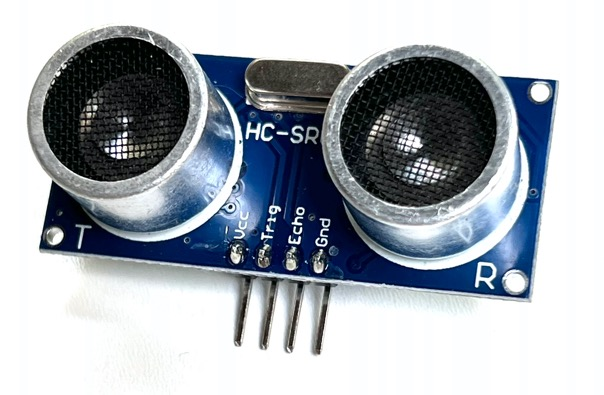 HC-SR
T
Vcc
Trig
Echo
Gnd
R